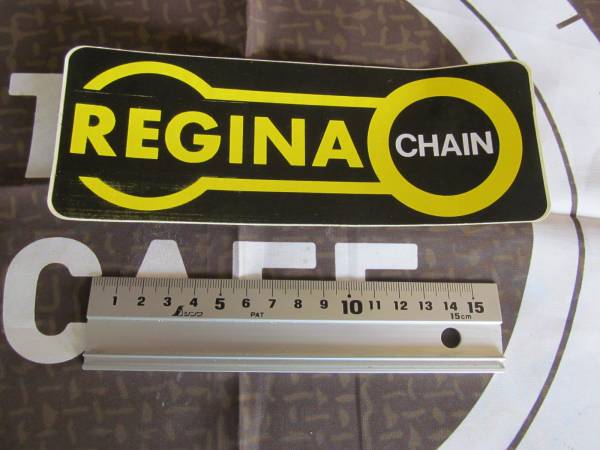 REGINA CHAIN
CAFE
1 2 3 4 5 6 7 8 9 10 11 12 13 14 15
シンワ PAT 15cm